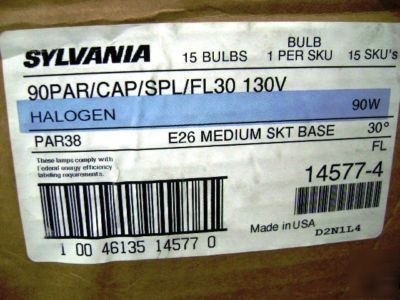 SYLVANIA 15 BULBS BULB 1 PER SKU 15 SKU's
90PAR/CAP/SPL/FL30 130V
HALOGEN 90W
PAR38 E26 MEDIUM SKT BASE 30°
FL
These lamps comply with
Federal energy efficiency
labeling requirements.
14577-4
1 00 46135 14577 0
Made in USA
D2N1L4